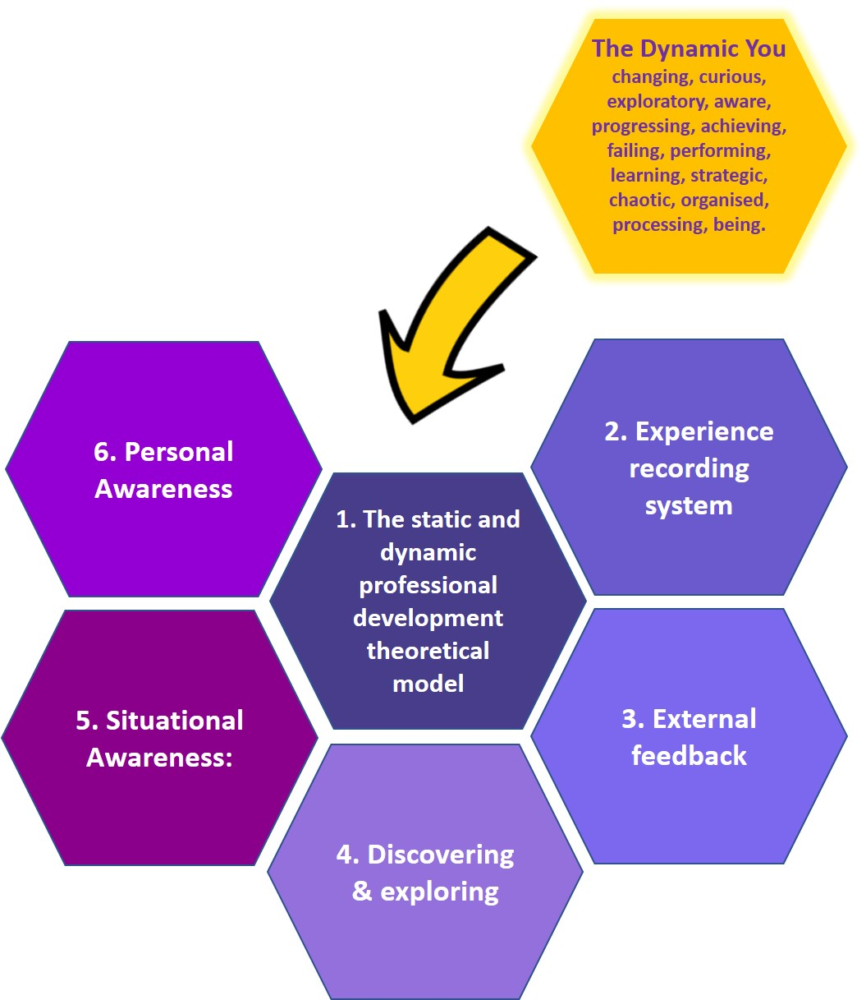 The Dynamic You
changing, curious,
exploratory, aware,
progressing, achieving,
failing, performing,
learning, strategic,
chaotic, organised,
processing, being.
1. The static and
dynamic
professional
development
theoretical
model
2. Experience
recording
system
3. External
feedback
4. Discovering
& exploring
5. Situational
Awareness:
6. Personal
Awareness